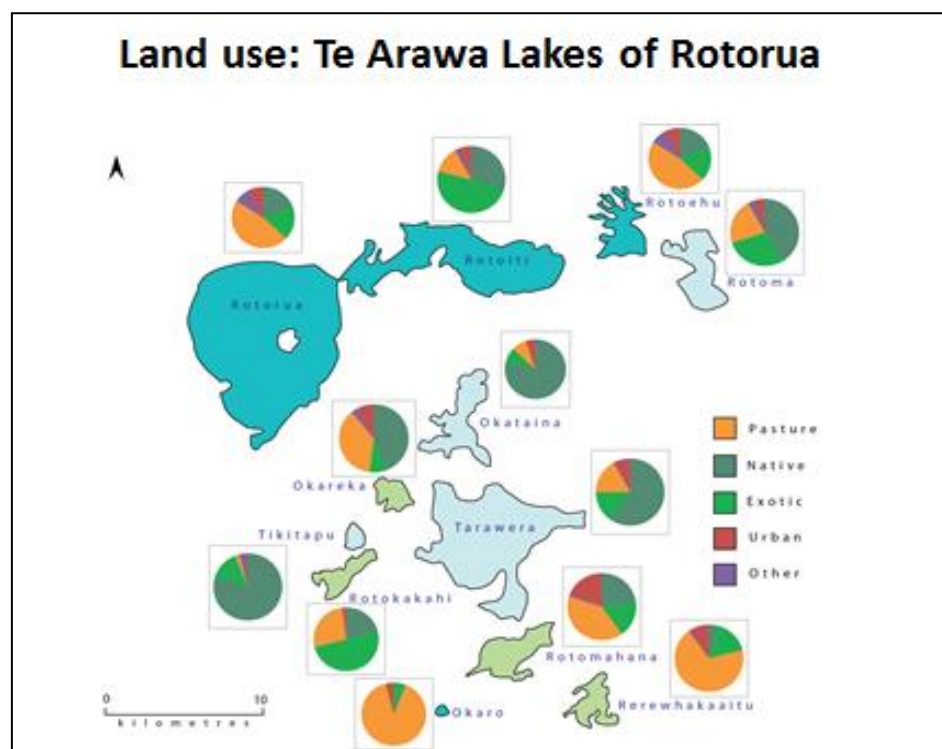 Land use: Te Arawa Lakes of Rotorua
Rotoehu
Rotoiti
Rotoma
Rotorua
Okataina
Pasture
Native
Exotic
Urban
Other
Okareka
Tarawera
Tikitapu
Rotokakahi
Rotomahana
Rerewhakaaitu
Okaro
0 10
kilometres